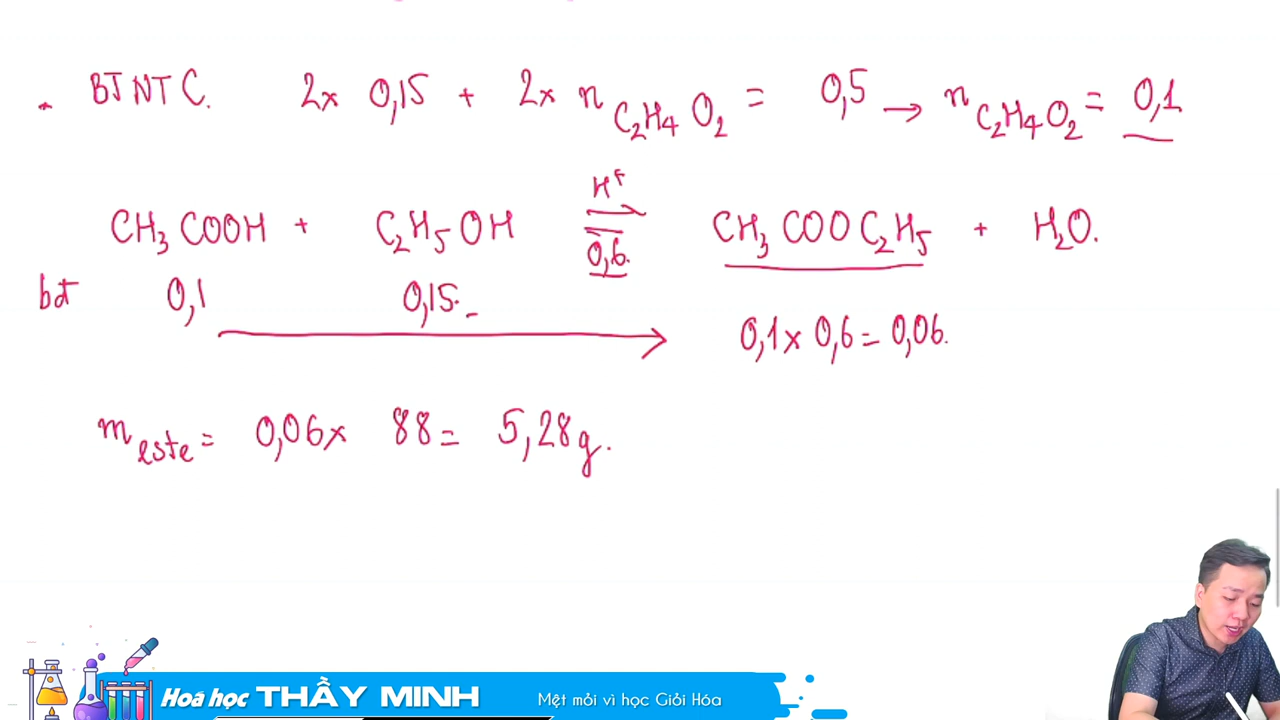 BTNT C. 2x 0,15 + 2x n C2H4O2 = 0,5 → n C2H4O2 = 0,1
CH3COOH + C2H5OH ⇌ CH3COOC2H5 + H2O.
H+
0,6.
bđ 0,1 0,15. 0,1 x 0,6 = 0,06.
m este = 0,06 x 88 = 5,28g.
Hoá học THẦY MINH Mệt mỏi vì học Giỏi Hóa